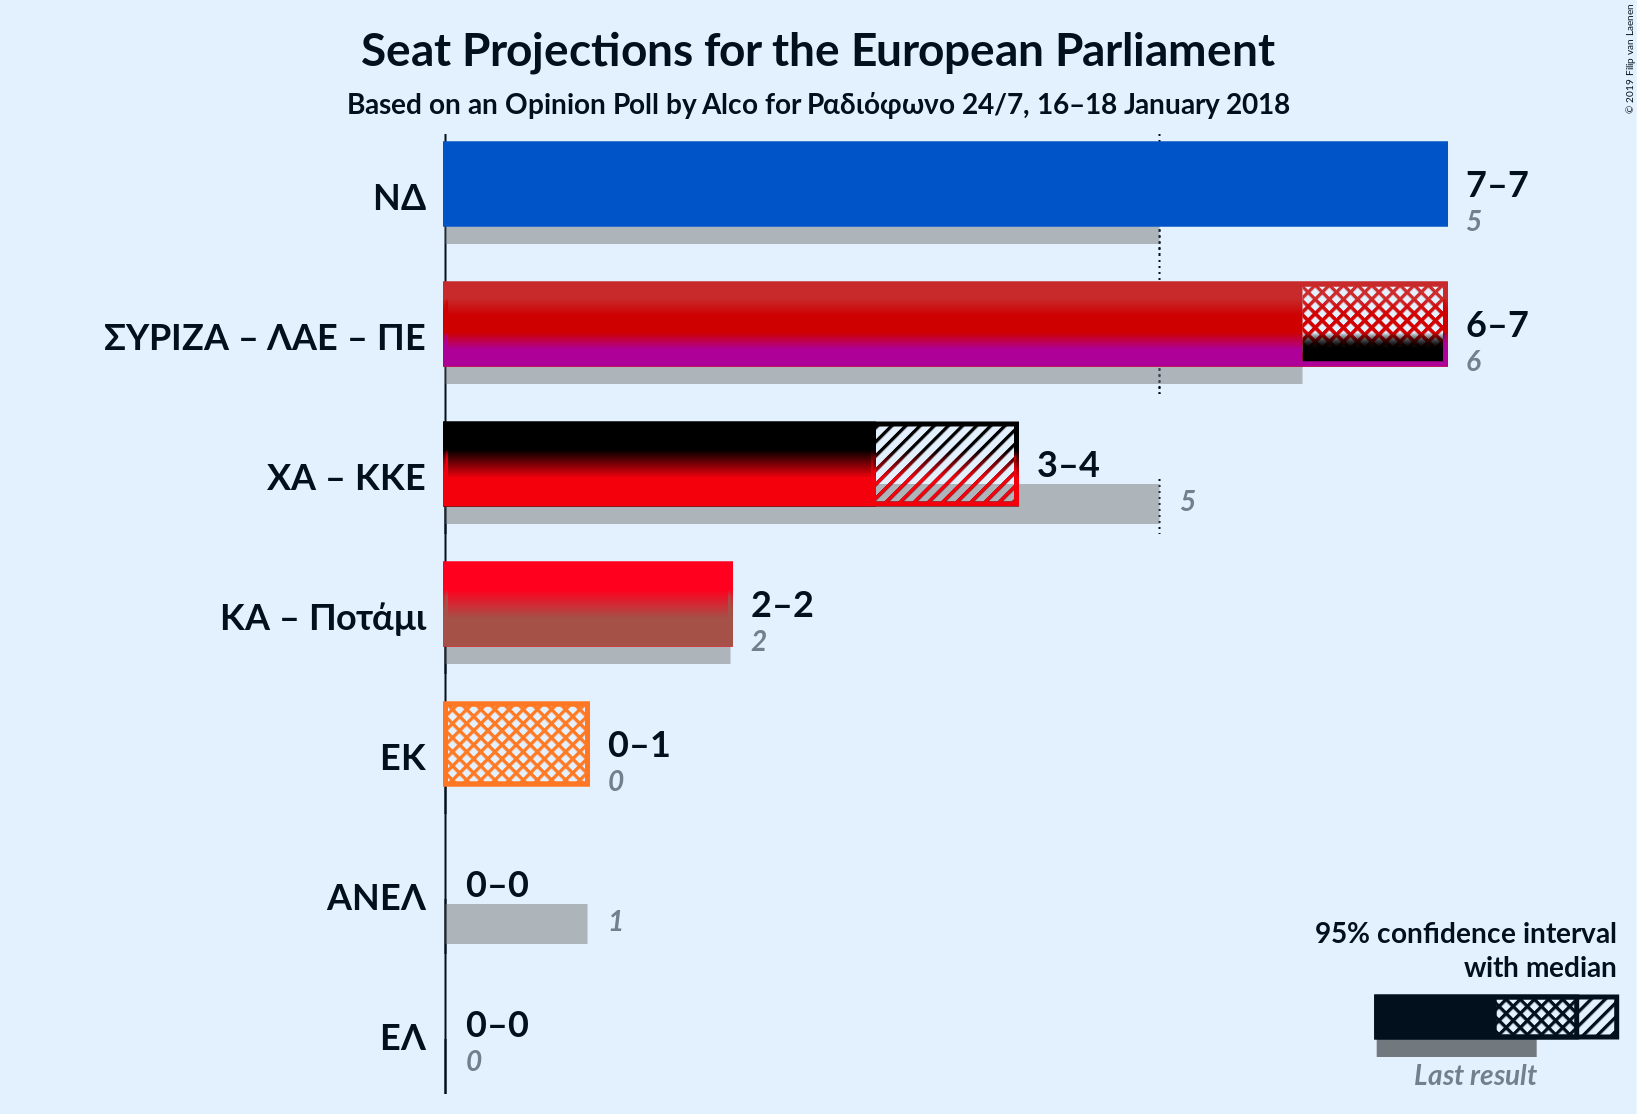 Seat Projections for the European Parliament
Based on an Opinion Poll by Alco for Ραδιόφωνο 24/7, 16–18 January 2018
© 2019 Filip van Laenen
ΝΔ
7–7
5
ΣΥΡΙΖΑ – ΛΑΕ – ΠΕ
6–7
6
ΧΑ – ΚΚΕ
3–4
5
ΚΑ – Ποτάμι
2–2
2
ΕΚ
0–1
0
ΑΝΕΛ
0–0
1
ΕΛ
0–0
0
95% confidence interval
with median
Last result